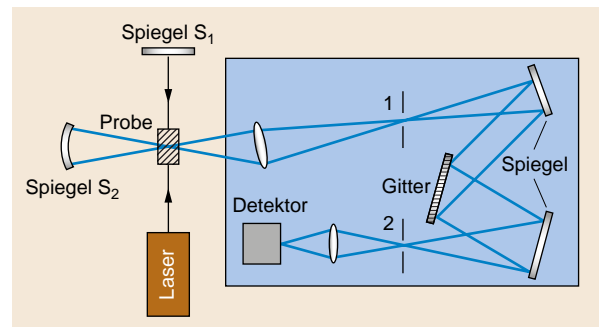 Spiegel S₁
Probe
Spiegel S₂
Laser
1
Spiegel
Gitter
Detektor
2